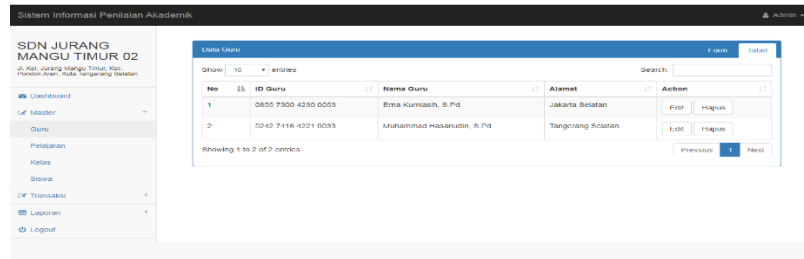 Sistem Informasi Penilaian Akademik
Admin
SDN JURANG
MANGU TIMUR 02
Jl. Kel. Jurang Mangu Timur, Kec.
Pondok Aren, Kota Tangerang Selatan
Dashboard
Master
Guru
Pelajaran
Kelas
Siswa
Transaksi
Laporan
Logout
Data Guru
Form Tabel
Show 10 entries Search:
No ID Guru Nama Guru Alamat Action
1 0855 7300 4230 0053 Erna Kurniasih, S.Pd Jakarta Selatan Edit Hapus
2 5242 7416 4221 0033 Muhammad Hasanudin, S.Pd Tangerang Selatan Edit Hapus
Showing 1 to 2 of 2 entries Previous 1 Next